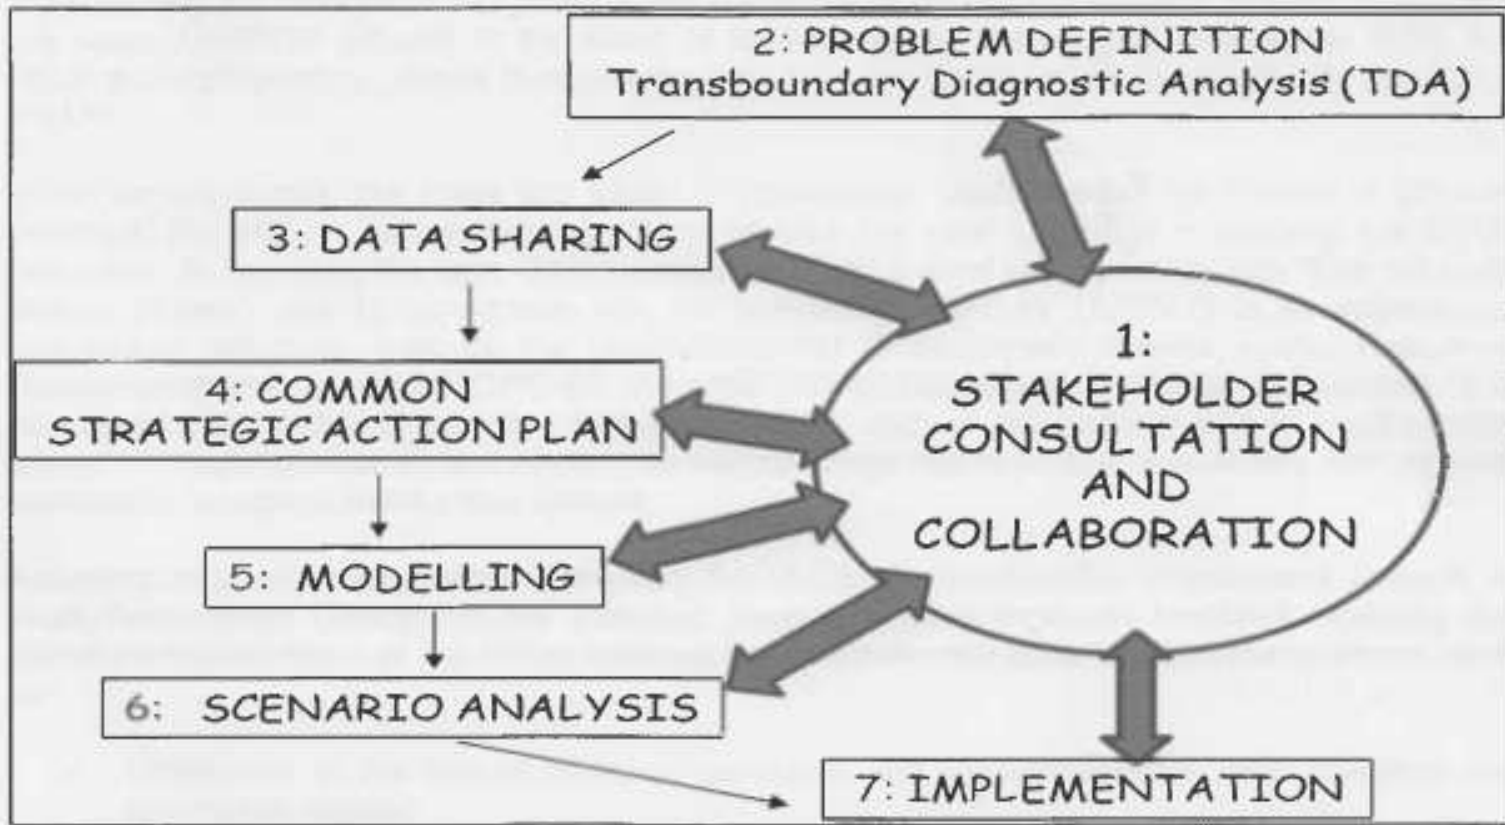 2: PROBLEM DEFINITION
Transboundary Diagnostic Analysis (TDA)
3: DATA SHARING
1:
STAKEHOLDER
CONSULTATION
AND
COLLABORATION
4: COMMON
STRATEGIC ACTION PLAN
5: MODELLING
6: SCENARIO ANALYSIS
7: IMPLEMENTATION